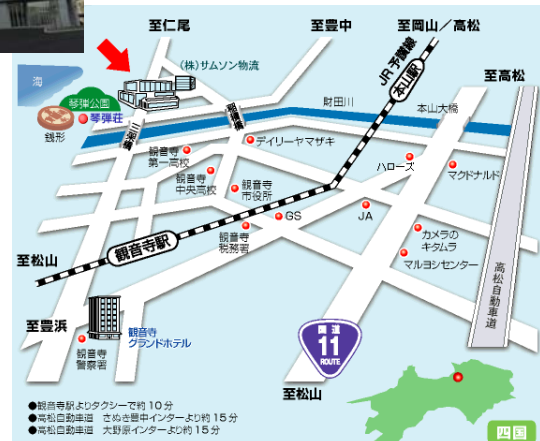 至仁尾
至豊中
至岡山／高松
(株)サムソン物流
JR予讃線
本山駅
至高松
海
琴弾公園
琴弾荘
銭形
三架橋
財田川
本山大橋
デイリーヤマザキ
観音寺
第一高校
観音寺
中央高校
観音寺
市役所
ハローズ
マクドナルド
GS
JA
観音寺
税務署
カメラの
キタムラ
マルヨシセンター
観音寺駅
至松山
高松自動車道
至豊浜
観音寺
グランドホテル
観音寺
警察署
国道
11
ROUTE
至松山
●観音寺駅よりタクシーで約10分
●高松自動車道　さぬき豊中インターより約15分
●高松自動車道　大野原インターより約15分
四国